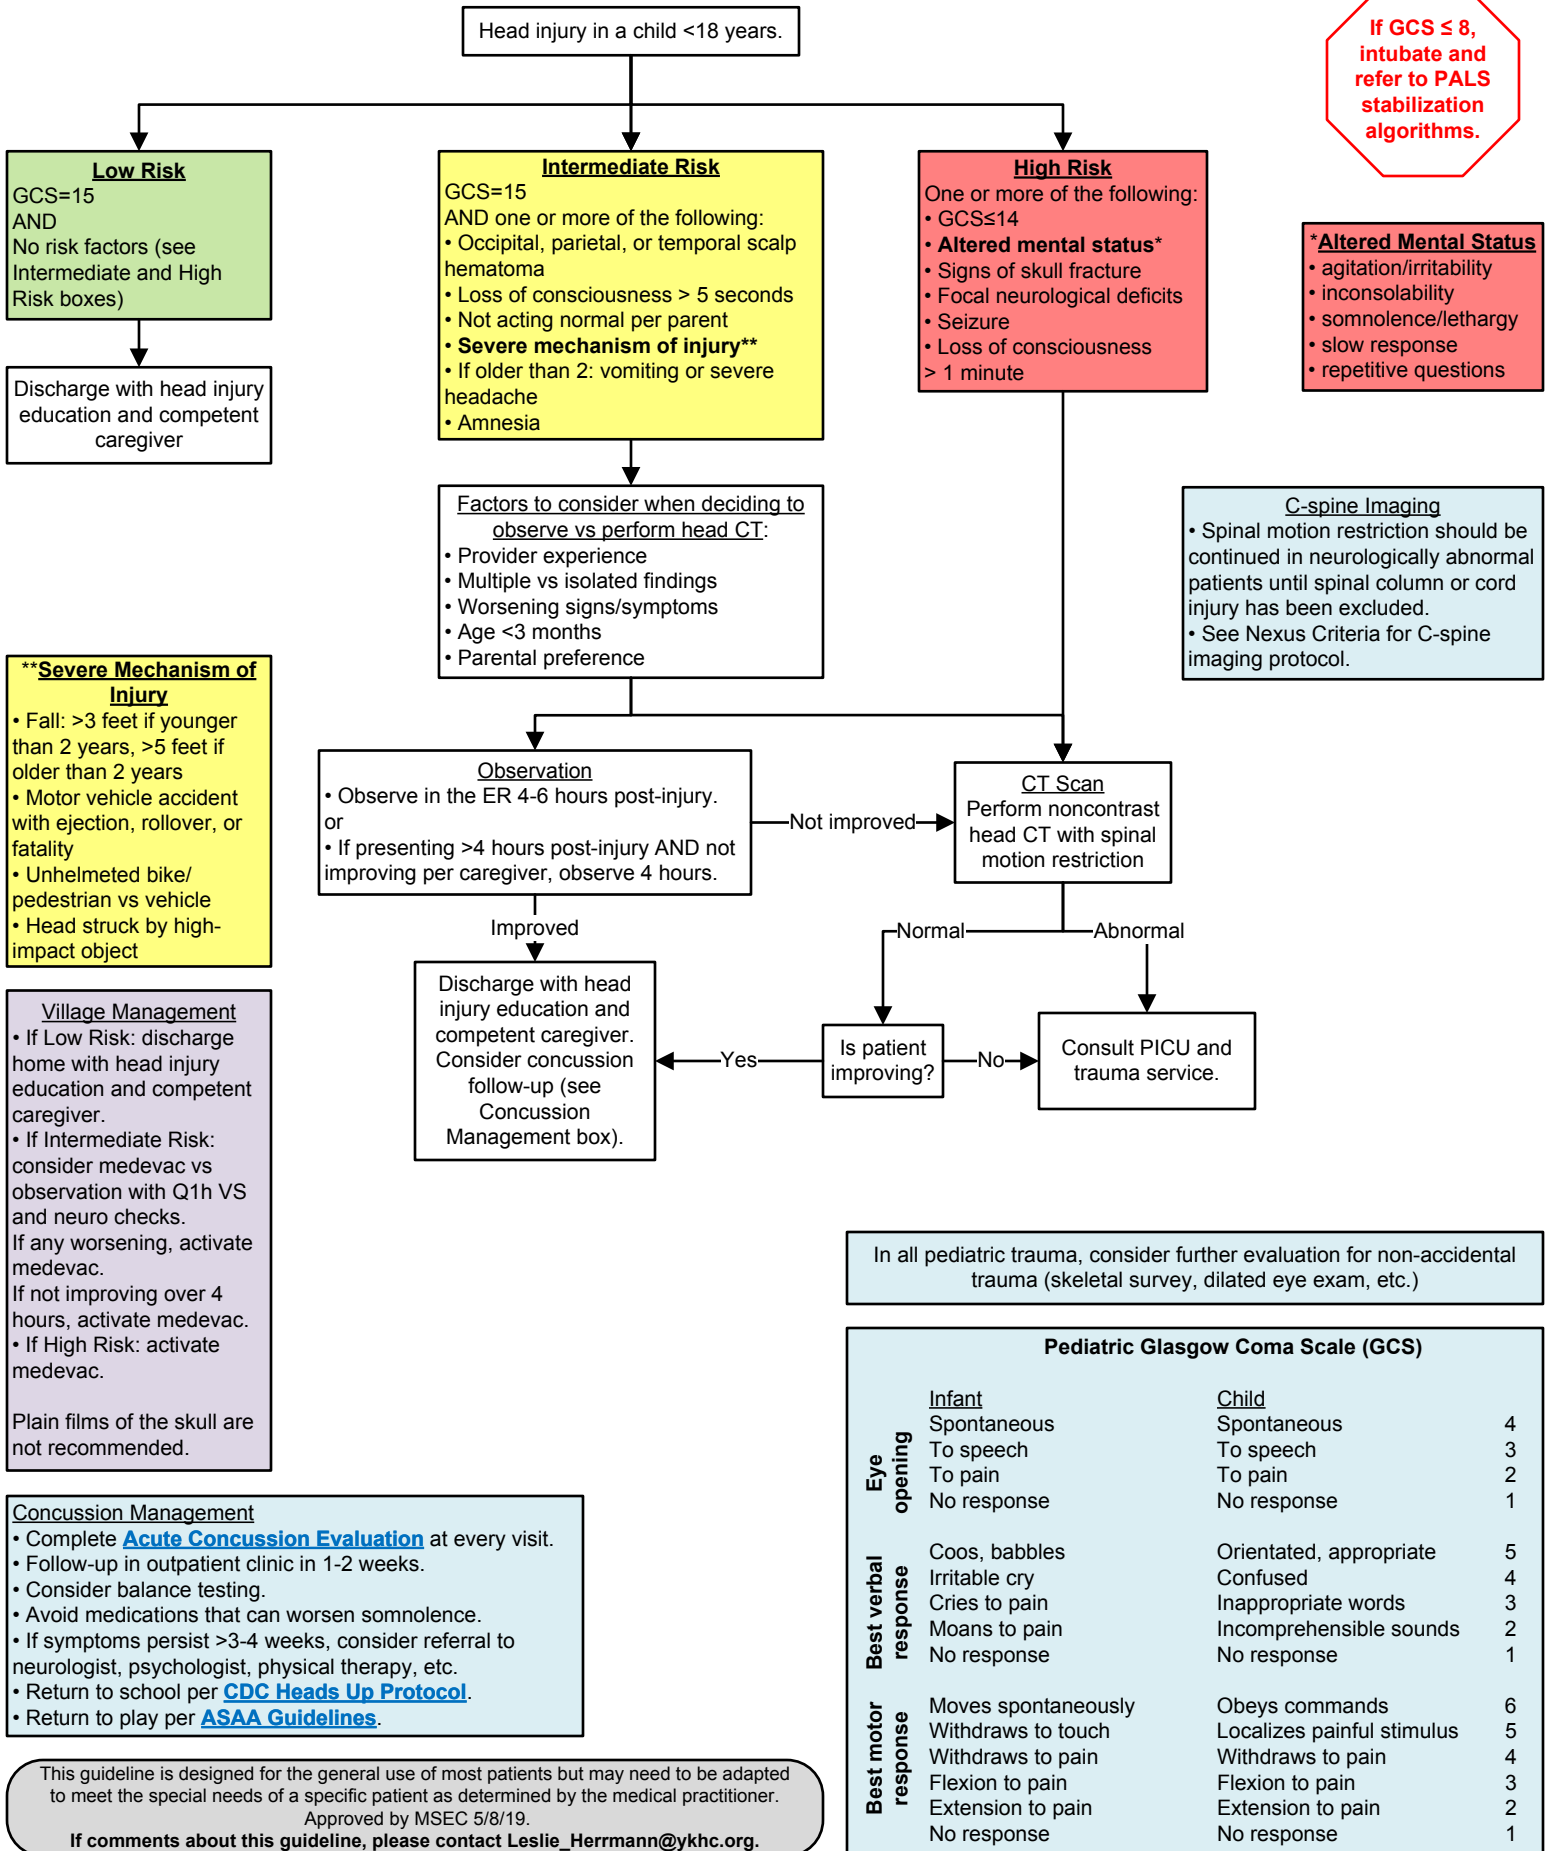 Head injury in a child <18 years.
If GCS ≤ 8,
intubate and
refer to PALS
stabilization
algorithms.
Low Risk
GCS=15
AND
No risk factors (see
Intermediate and High
Risk boxes)
Intermediate Risk
GCS=15
AND one or more of the following:
• Occipital, parietal, or temporal scalp
hematoma
• Loss of consciousness > 5 seconds
• Not acting normal per parent
• Severe mechanism of injury**
• If older than 2: vomiting or severe
headache
• Amnesia
High Risk
One or more of the following:
• GCS≤14
• Altered mental status*
• Signs of skull fracture
• Focal neurological deficits
• Seizure
• Loss of consciousness
> 1 minute
*Altered Mental Status
• agitation/irritability
• inconsolability
• somnolence/lethargy
• slow response
• repetitive questions
Discharge with head injury
education and competent
caregiver
Factors to consider when deciding to
observe vs perform head CT:
• Provider experience
• Multiple vs isolated findings
• Worsening signs/symptoms
• Age <3 months
• Parental preference
C-spine Imaging
• Spinal motion restriction should be
continued in neurologically abnormal
patients until spinal column or cord
injury has been excluded.
• See Nexus Criteria for C-spine
imaging protocol.
**Severe Mechanism of
Injury
• Fall: >3 feet if younger
than 2 years, >5 feet if
older than 2 years
• Motor vehicle accident
with ejection, rollover, or
fatality
• Unhelmeted bike/
pedestrian vs vehicle
• Head struck by high-
impact object
Observation
• Observe in the ER 4-6 hours post-injury.
or
• If presenting >4 hours post-injury AND not
improving per caregiver, observe 4 hours.
Not improved
CT Scan
Perform noncontrast
head CT with spinal
motion restriction
Improved
Normal
Abnormal
Discharge with head
injury education and
competent caregiver.
Consider concussion
follow-up (see
Concussion
Management box).
Yes
Is patient
improving?
No
Consult PICU and
trauma service.
Village Management
• If Low Risk: discharge
home with head injury
education and competent
caregiver.
• If Intermediate Risk:
consider medevac vs
observation with Q1h VS
and neuro checks.
If any worsening, activate
medevac.
If not improving over 4
hours, activate medevac.
• If High Risk: activate
medevac.
Plain films of the skull are
not recommended.
In all pediatric trauma, consider further evaluation for non-accidental
trauma (skeletal survey, dilated eye exam, etc.)
Concussion Management
• Complete Acute Concussion Evaluation at every visit.
• Follow-up in outpatient clinic in 1-2 weeks.
• Consider balance testing.
• Avoid medications that can worsen somnolence.
• If symptoms persist >3-4 weeks, consider referral to
neurologist, psychologist, physical therapy, etc.
• Return to school per CDC Heads Up Protocol.
• Return to play per ASAA Guidelines.
This guideline is designed for the general use of most patients but may need to be adapted
to meet the special needs of a specific patient as determined by the medical practitioner.
Approved by MSEC 5/8/19.
If comments about this guideline, please contact Leslie_Herrmann@ykhc.org.
Pediatric Glasgow Coma Scale (GCS)
Infant Child
Eye
opening
Spontaneous Spontaneous 4
To speech To speech 3
To pain To pain 2
No response No response 1
Best verbal
response
Coos, babbles Orientated, appropriate 5
Irritable cry Confused 4
Cries to pain Inappropriate words 3
Moans to pain Incomprehensible sounds 2
No response No response 1
Best motor
response
Moves spontaneously Obeys commands 6
Withdraws to touch Localizes painful stimulus 5
Withdraws to pain Withdraws to pain 4
Flexion to pain Flexion to pain 3
Extension to pain Extension to pain 2
No response No response 1